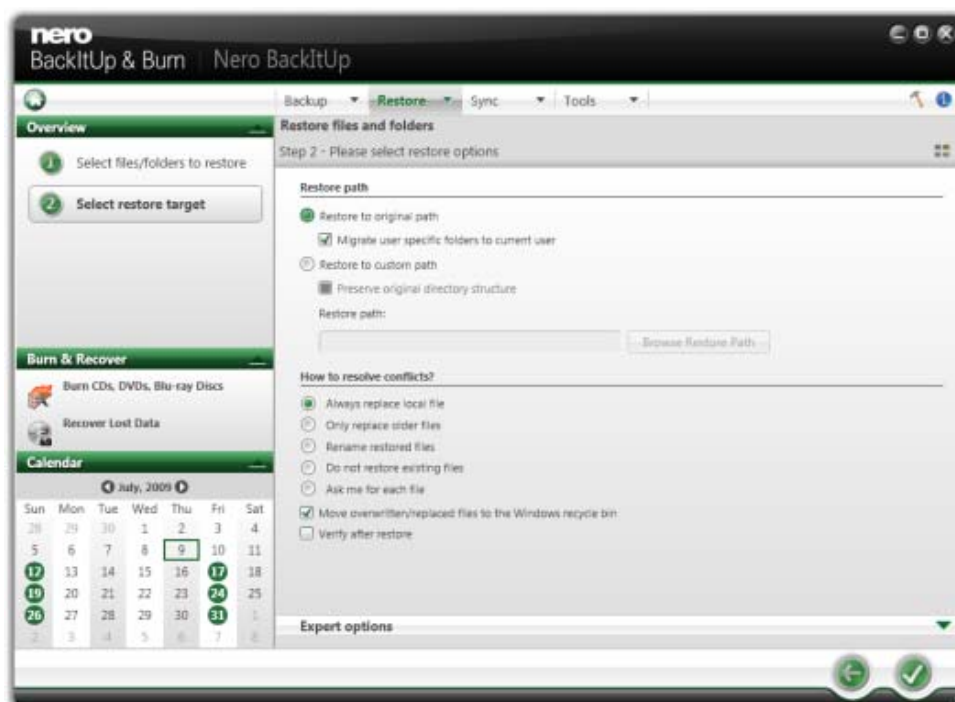 nero
BackItUp & Burn | Nero BackItUp
Backup Restore Sync Tools
Overview
1 Select files/folders to restore
2 Select restore target
Restore files and folders
Step 2 - Please select restore options
Restore path
Restore to original path
Migrate user specific folders to current user
Restore to custom path
Preserve original directory structure
Restore path:
Browse Restore Path
How to resolve conflicts?
Always replace local file
Only replace older files
Rename restored files
Do not restore existing files
Ask me for each file
Move overwritten/replaced files to the Windows recycle bin
Verify after restore
Expert options
Burn & Recover
Burn CDs, DVDs, Blu-ray Discs
Recover Lost Data
Calendar
July, 2009
Sun Mon Tue Wed Thu Fri Sat
28 29 30 1 2 3 4
5 6 7 8 9 10 11
12 13 14 15 16 17 18
19 20 21 22 23 24 25
26 27 28 29 30 31 1
2 3 4 5 6 7 8